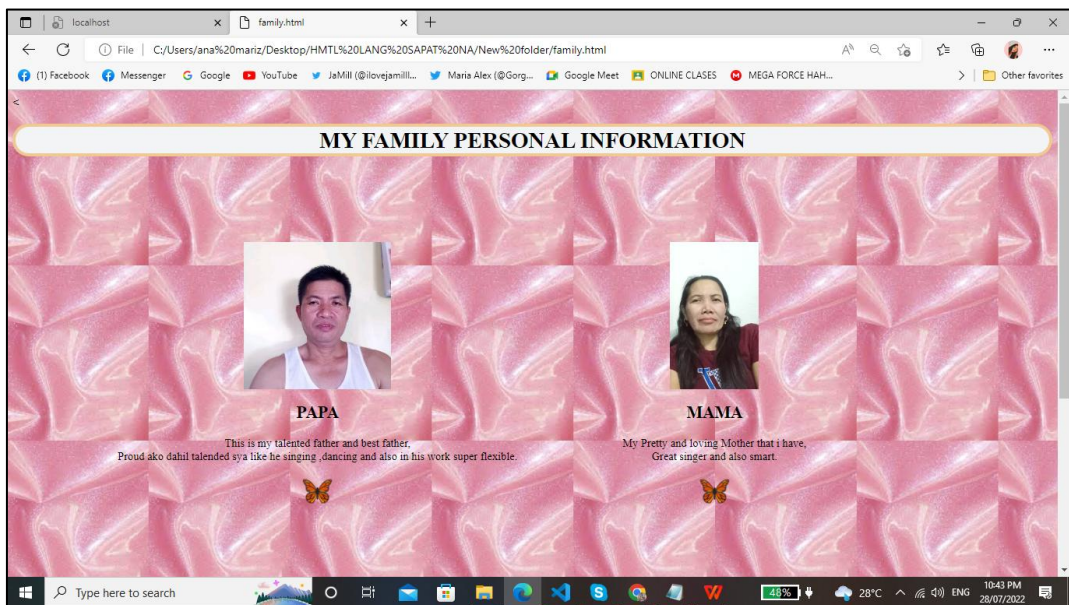 localhost
family.html
File
C:/Users/ana%20mariz/Desktop/HMTL%20LANG%20SAPAT%20NA/New%20folder/family.html
(1) Facebook
Messenger
Google
YouTube
JaMill (@ilovejamilll...
Maria Alex (@Gorg...
Google Meet
ONLINE CLASES
MEGA FORCE HAH...
Other favorites
<
MY FAMILY PERSONAL INFORMATION
PAPA
This is my talented father and best father,
Proud ako dahil talended sya like he singing ,dancing and also in his work super flexible.
MAMA
My Pretty and loving Mother that i have,
Great singer and also smart.
Type here to search
48%
28°C
ENG
10:43 PM
28/07/2022